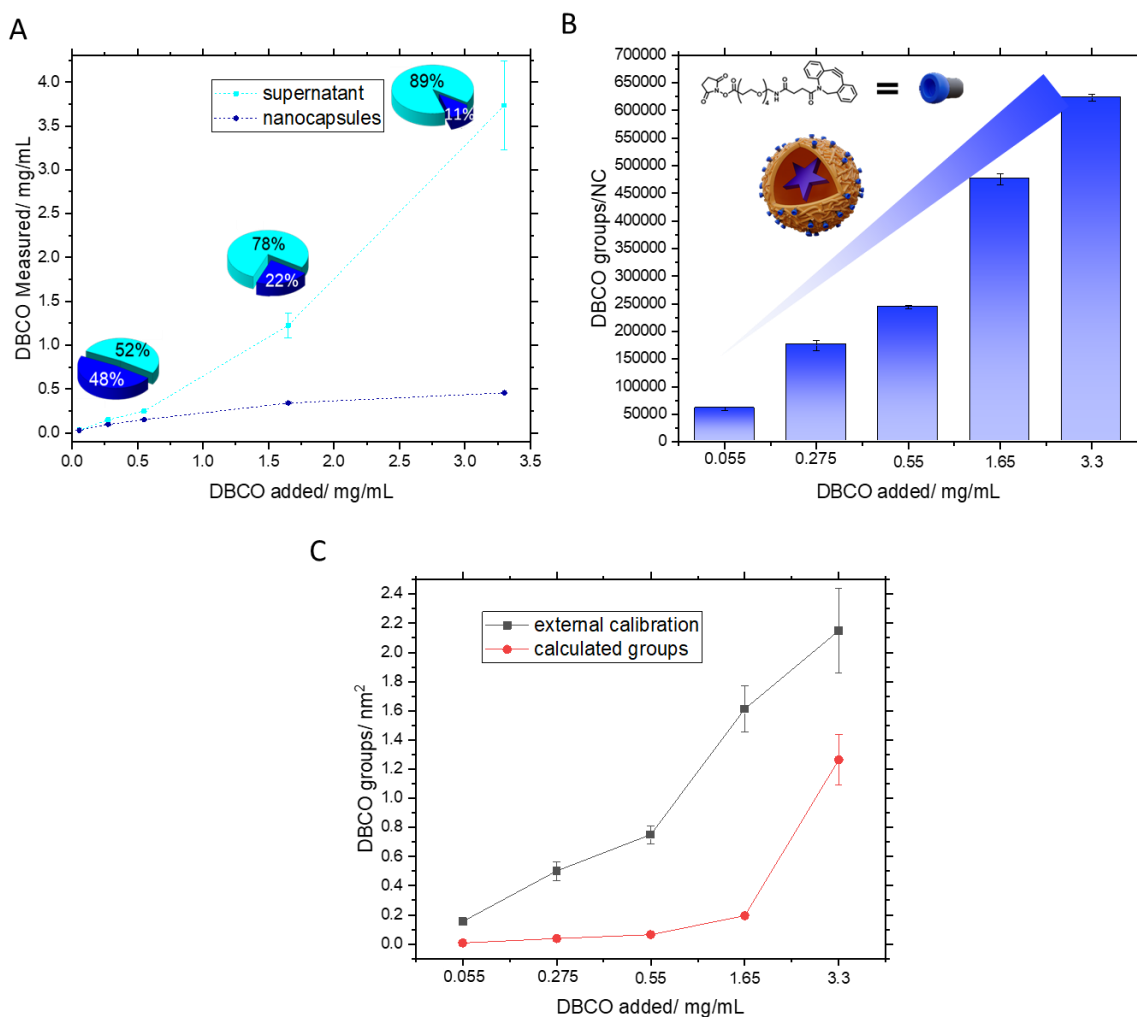 A
DBCO Measured/ mg/mL
4.0
3.5
3.0
2.5
2.0
1.5
1.0
0.5
0.0
supernatant
nanocapsules
89%
11%
78%
22%
52%
48%
0.0 0.5 1.0 1.5 2.0 2.5 3.0 3.5
DBCO added/ mg/mL
B
DBCO groups/NC
700000
650000
600000
550000
500000
450000
400000
350000
300000
250000
200000
150000
100000
50000
0
O
N
O
O
O
O
4
NH
O
O
N
=
0.055 0.275 0.55 1.65 3.3
DBCO added/ mg/mL
C
DBCO groups/ nm²
2.4
2.2
2.0
1.8
1.6
1.4
1.2
1.0
0.8
0.6
0.4
0.2
0.0
external calibration
calculated groups
0.055 0.275 0.55 1.65 3.3
DBCO added/ mg/mL